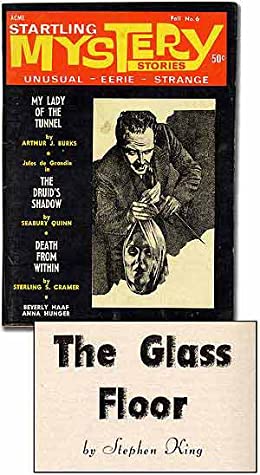 ACME
STARTLING
Fall No. 6
MYSTERY
STORIES
50¢
UNUSUAL - EERIE - STRANGE
MY LADY
OF THE
TUNNEL
by
ARTHUR J. BURKS
Jules de Grandin
in
THE
DRUID'S
SHADOW
by
SEABURY QUINN
DEATH
FROM
WITHIN
by
STERLING S. CRAMER
BEVERLY HAAF
ANNA HUNGER
The Glass
Floor
by Stephen King